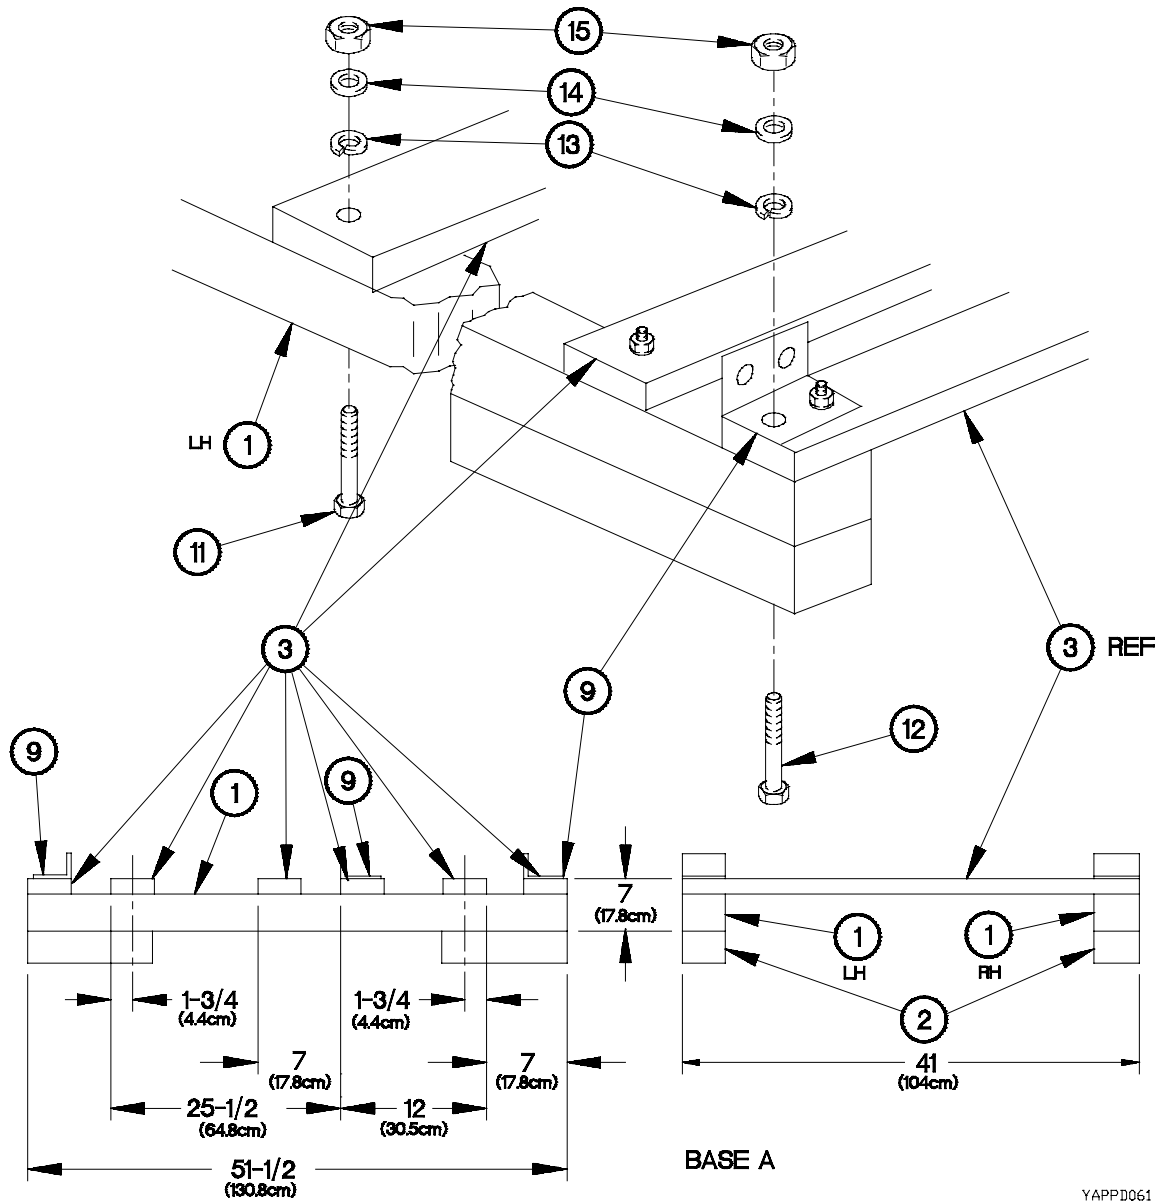 15
14
13
LH 1
11
3
3 REF
9
12
9
1
9
7
(17.8cm)
1
LH
1
RH
2
1-3/4
(4.4cm)
1-3/4
(4.4cm)
7
(17.8cm)
7
(17.8cm)
41
(104cm)
25-1/2
(64.8cm)
12
(30.5cm)
51-1/2
(130.8cm)
BASE A
YAPPD061